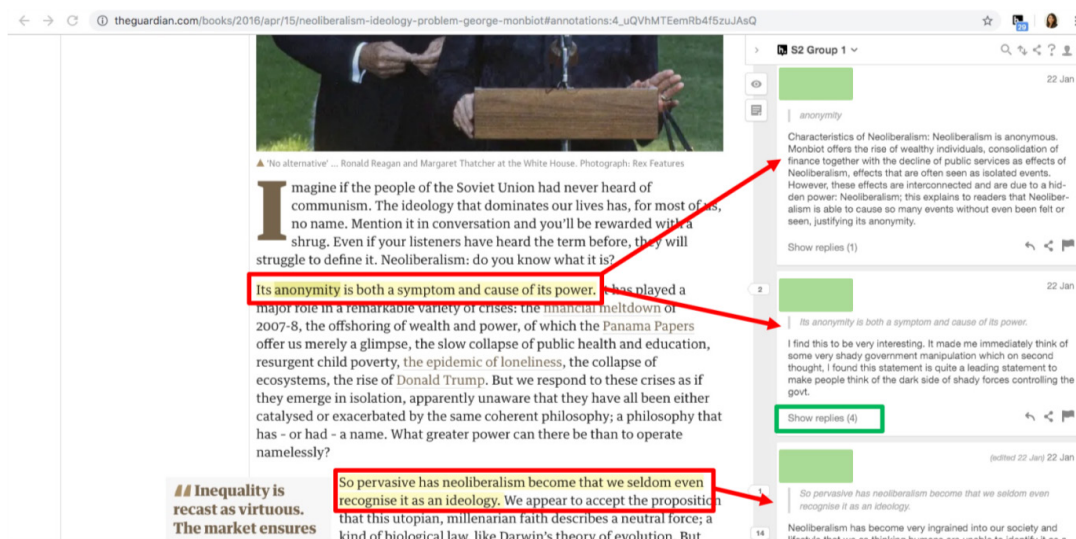 theguardian.com/books/2016/apr/15/neoliberalism-ideology-problem-george-monbiot#annotations:4_uQVhMTEemRb4f5zuJAsQ
29
'No alternative' ... Ronald Reagan and Margaret Thatcher at the White House. Photograph: Rex Features
Imagine if the people of the Soviet Union had never heard of
communism. The ideology that dominates our lives has, for most of us,
no name. Mention it in conversation and you'll be rewarded with a
shrug. Even if your listeners have heard the term before, they will
struggle to define it. Neoliberalism: do you know what it is?
Its anonymity is both a symptom and cause of its power. It has played a
major role in a remarkable variety of crises: the financial meltdown of
2007-8, the offshoring of wealth and power, of which the Panama Papers
offer us merely a glimpse, the slow collapse of public health and education,
resurgent child poverty, the epidemic of loneliness, the collapse of
ecosystems, the rise of Donald Trump. But we respond to these crises as if
they emerge in isolation, apparently unaware that they have all been either
catalysed or exacerbated by the same coherent philosophy; a philosophy that
has - or had - a name. What greater power can there be than to operate
namelessly?
So pervasive has neoliberalism become that we seldom even
recognise it as an ideology. We appear to accept the proposition
that this utopian, millenarian faith describes a neutral force; a
kind of biological law, like Darwin's theory of evolution. But
Inequality is
recast as virtuous.
The market ensures
S2 Group 1
22 Jan
anonymity
Characteristics of Neoliberalism: Neoliberalism is anonymous.
Monbiot offers the rise of wealthy individuals, consolidation of
finance together with the decline of public services as effects of
Neoliberalism, effects that are often seen as isolated events.
However, these effects are interconnected and are due to a hid-
den power: Neoliberalism; this explains to readers that Neoliber-
alism is able to cause so many events without even been felt or
seen, justifying its anonymity.
Show replies (1)
2
22 Jan
Its anonymity is both a symptom and cause of its power.
I find this to be very interesting. It made me immediately think of
some very shady government manipulation which on second
thought, I found this statement is quite a leading statement to
make people think of the dark side of shady forces controlling the
govt.
Show replies (4)
(edited 22 Jan) 22 Jan
1
So pervasive has neoliberalism become that we seldom even
recognise it as an ideology.
14
Neoliberalism has become very ingrained into our society and